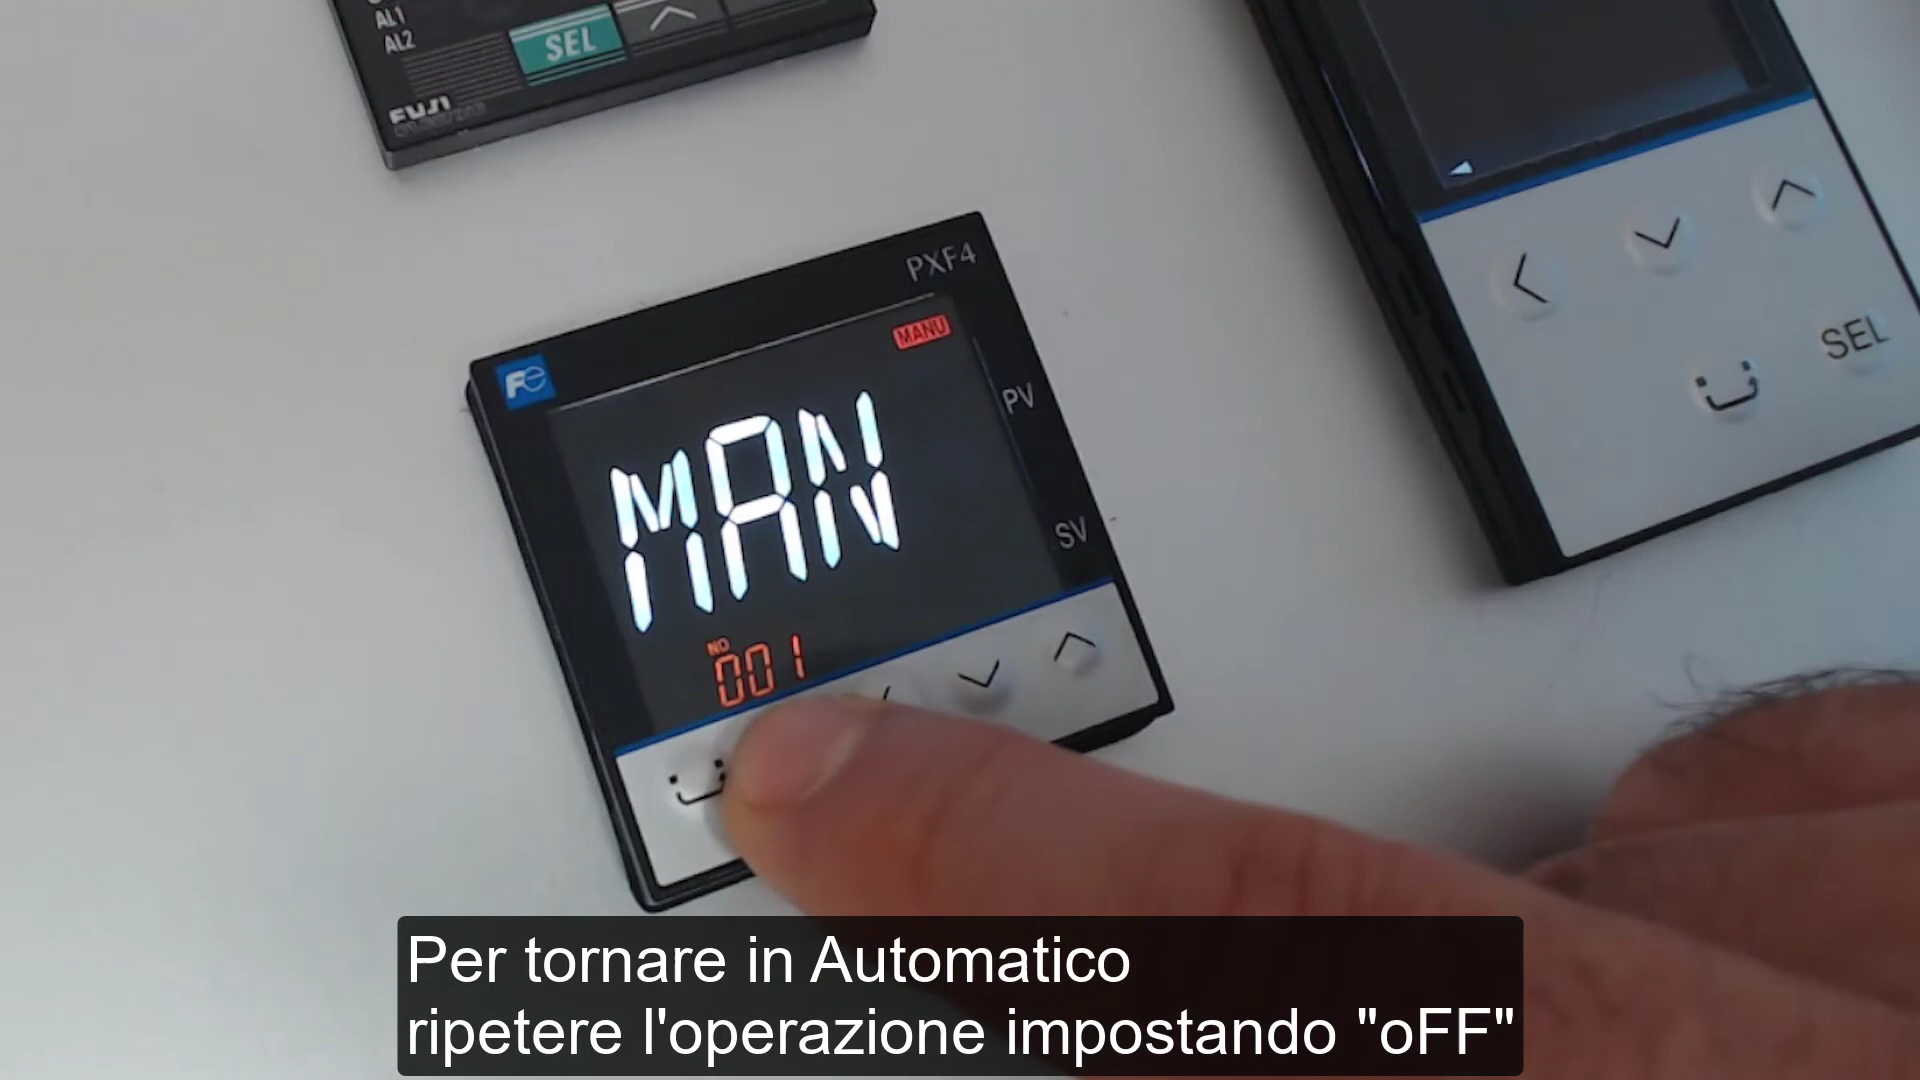 AL1
AL2
SEL
FUJI
PXF4
MANU
Fe
PV
MAN
SV
NO
001
SEL
Per tornare in Automatico
ripetere l'operazione impostando "oFF"